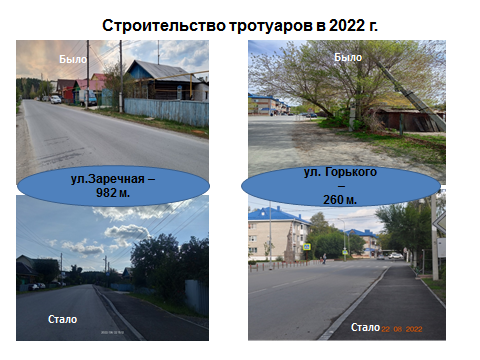 Строительство тротуаров в 2022 г.
Было
Было
ул.Заречная –
982 м.
ул. Горького
–
260 м.
Стало
Стало
22 08 2022